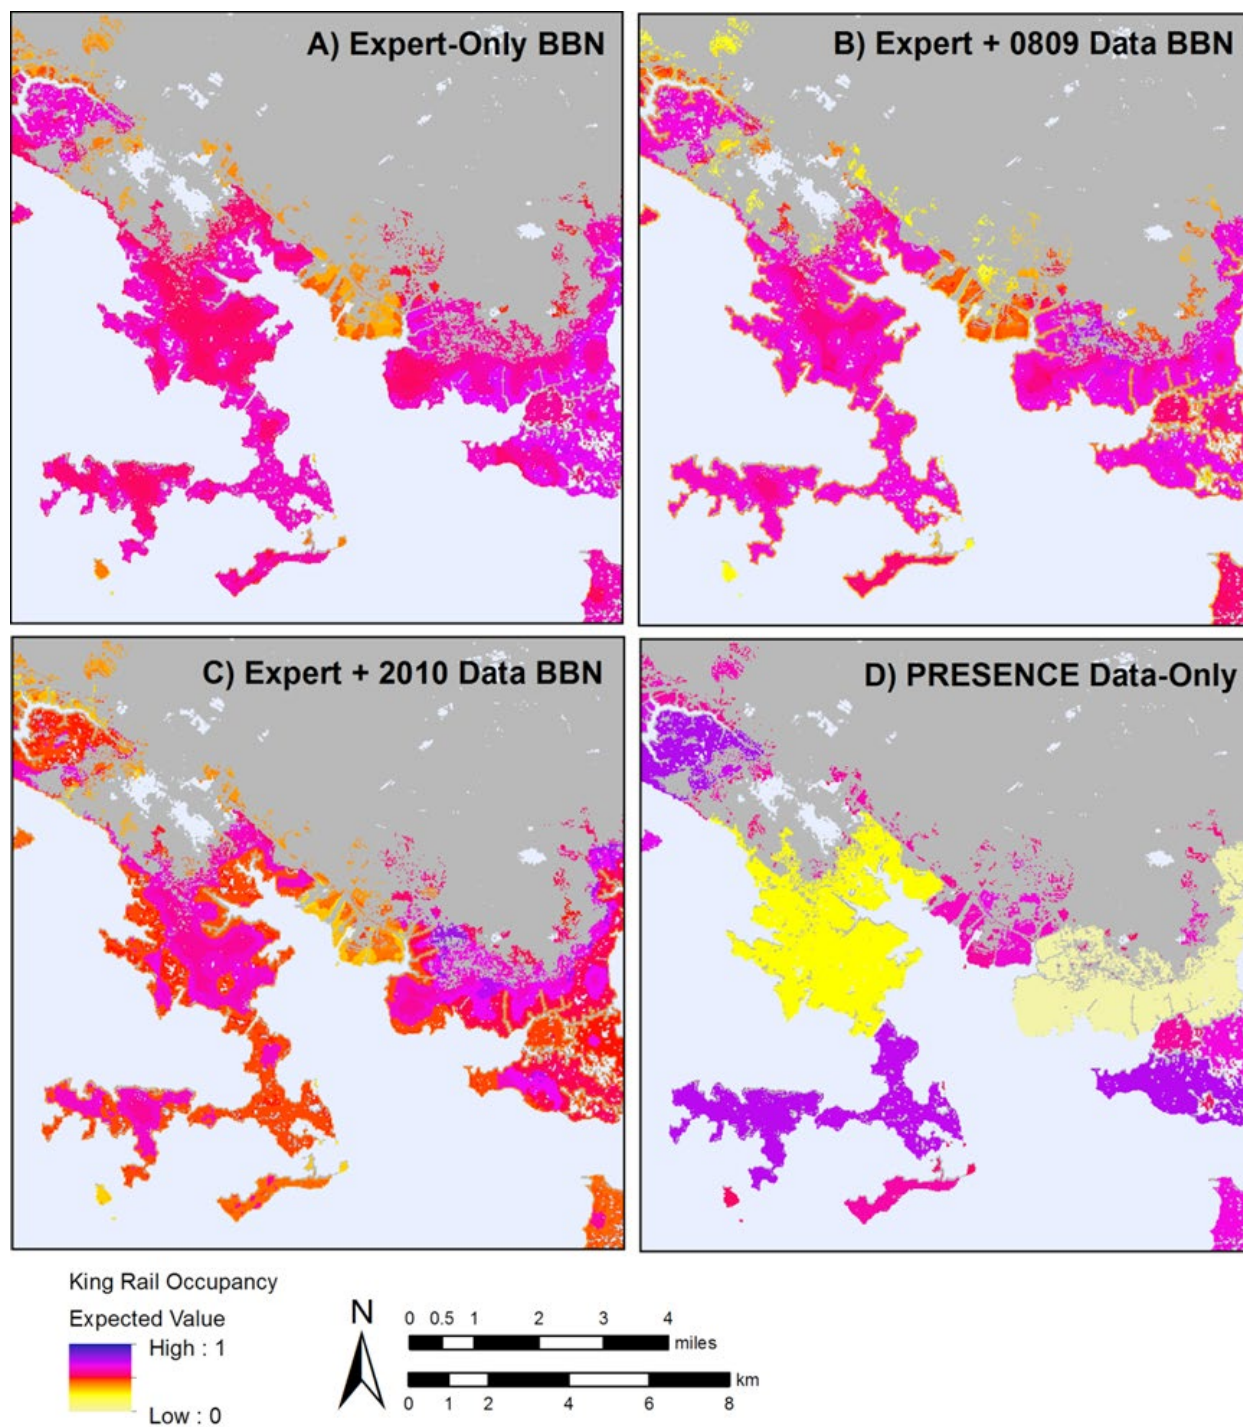 A) Expert-Only BBN
B) Expert + 0809 Data BBN
C) Expert + 2010 Data BBN
D) PRESENCE Data-Only
King Rail Occupancy
Expected Value
High : 1
Low : 0
N
0 0.5 1 2 3 4
miles
km
0 1 2 4 6 8